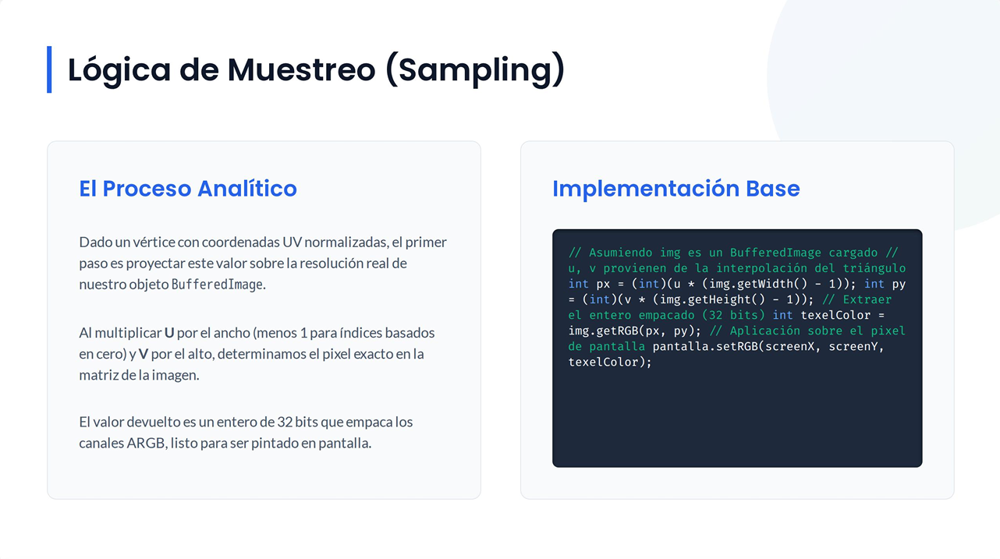 Lógica de Muestreo (Sampling)
El Proceso Analítico
Dado un vértice con coordenadas UV normalizadas, el primer
paso es proyectar este valor sobre la resolución real de
nuestro objeto BufferedImage.
Al multiplicar U por el ancho (menos 1 para índices basados
en cero) y V por el alto, determinamos el pixel exacto en la
matriz de la imagen.
El valor devuelto es un entero de 32 bits que empaca los
canales ARGB, listo para ser pintado en pantalla.
Implementación Base
// Asumiendo img es un BufferedImage cargado //
u, v provienen de la interpolación del triángulo
int px = (int)(u * (img.getWidth() - 1)); int py
= (int)(v * (img.getHeight() - 1)); // Extraer
el entero empacado (32 bits) int texelColor =
img.getRGB(px, py); // Aplicación sobre el pixel
de pantalla pantalla.setRGB(screenX, screenY,
texelColor);